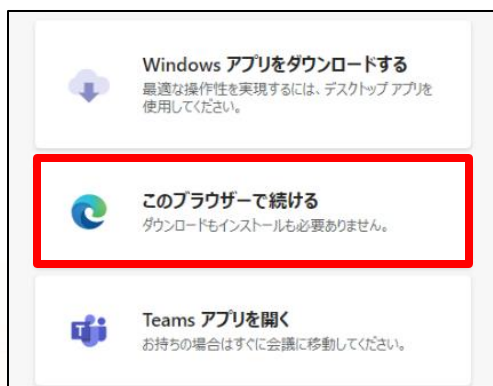 Windows アプリをダウンロードする
最適な操作性を実現するには、デスクトップ アプリを
使用してください。
このブラウザーで続ける
ダウンロードもインストールも必要ありません。
Teams アプリを開く
お持ちの場合はすぐに会議に移動してください。